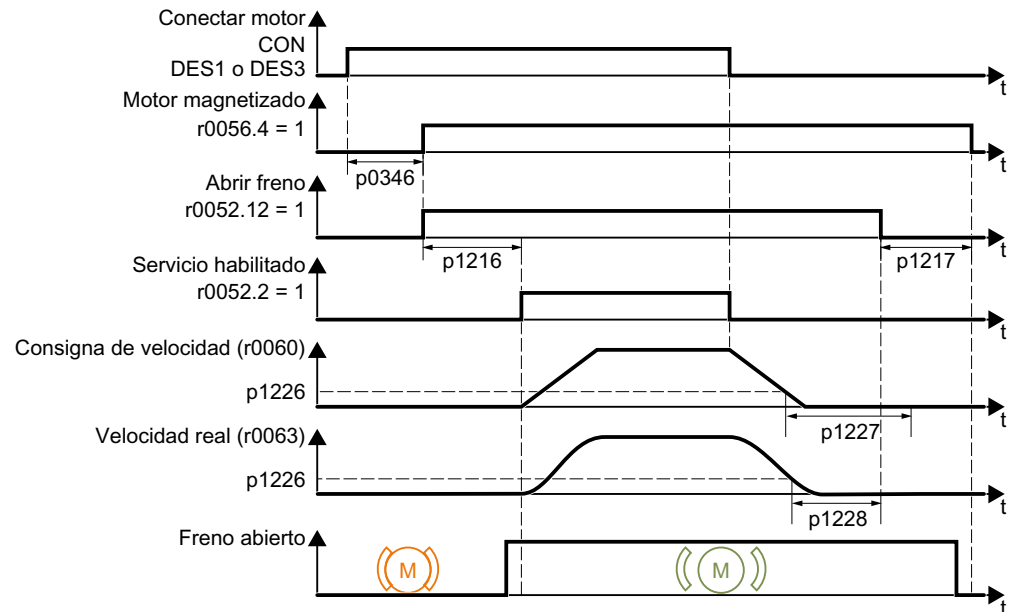 Conectar motor
CON
DES1 o DES3
t
Motor magnetizado
r0056.4 = 1
t
p0346
Abrir freno
r0052.12 = 1
t
p1216
p1217
Servicio habilitado
r0052.2 = 1
t
Consigna de velocidad (r0060)
p1226
t
p1227
Velocidad real (r0063)
p1226
t
p1228
Freno abierto
M
M
t